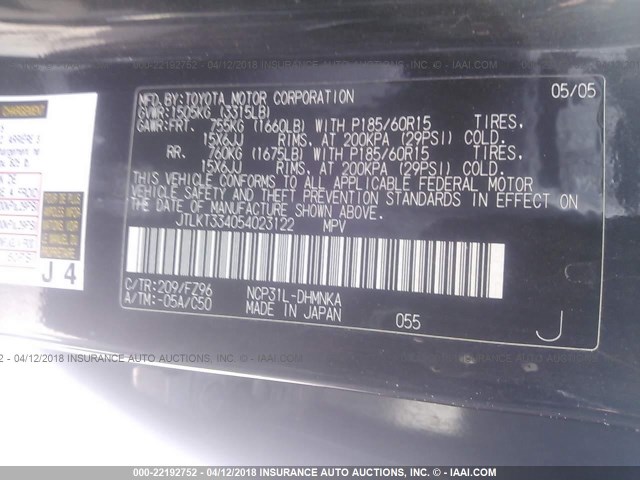 MFD.BY:TOYOTA MOTOR CORPORATION 05/05
GVWR:1505KG (3315LB)
GAWR:FRT. 755KG (1660LB) WITH P185/60R15 TIRES,
15X6JJ RIMS, AT 200KPA (29PSI) COLD.
RR. 760KG (1675LB) WITH P185/60R15 TIRES,
15X6JJ RIMS, AT 200KPA (29PSI) COLD.
THIS VEHICLE CONFORMS TO ALL APPLICABLE FEDERAL MOTOR
VEHICLE SAFETY AND THEFT PREVENTION STANDARDS IN EFFECT ON
THE DATE OF MANUFACTURE SHOWN ABOVE.
JTLKT334054023122 MPV
C/TR:209/FZ96 NCP31L-DHMNKA
A/TM:-05A/C50 MADE IN JAPAN 055 J
CHARGEMENT
ARRIERE
J 4
000-22192752 - 04/12/2018 - INSURANCE AUTO AUCTIONS - IAAI.COM